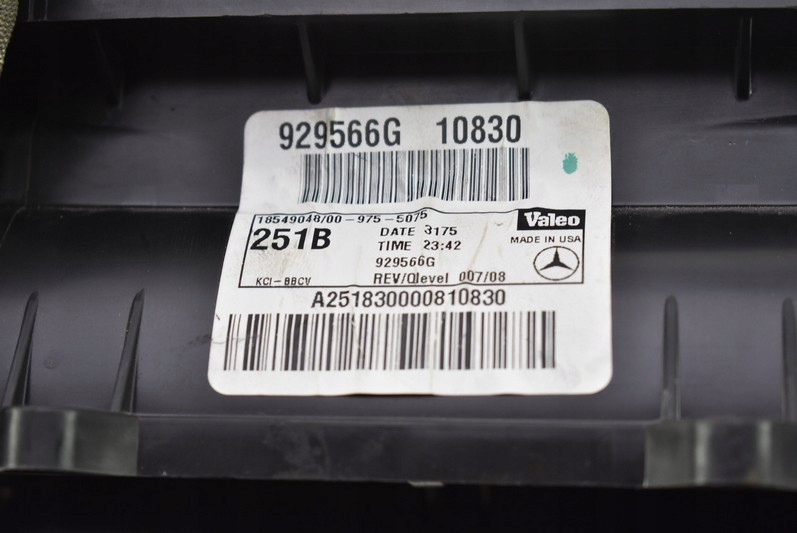 929566G 10830
18549048/00-975-5075
Valeo
251B
DATE 3175
MADE IN USA
TIME 23:42
929566G
KCI-BBCV
REV/Qlevel 007/08
A251830000810830